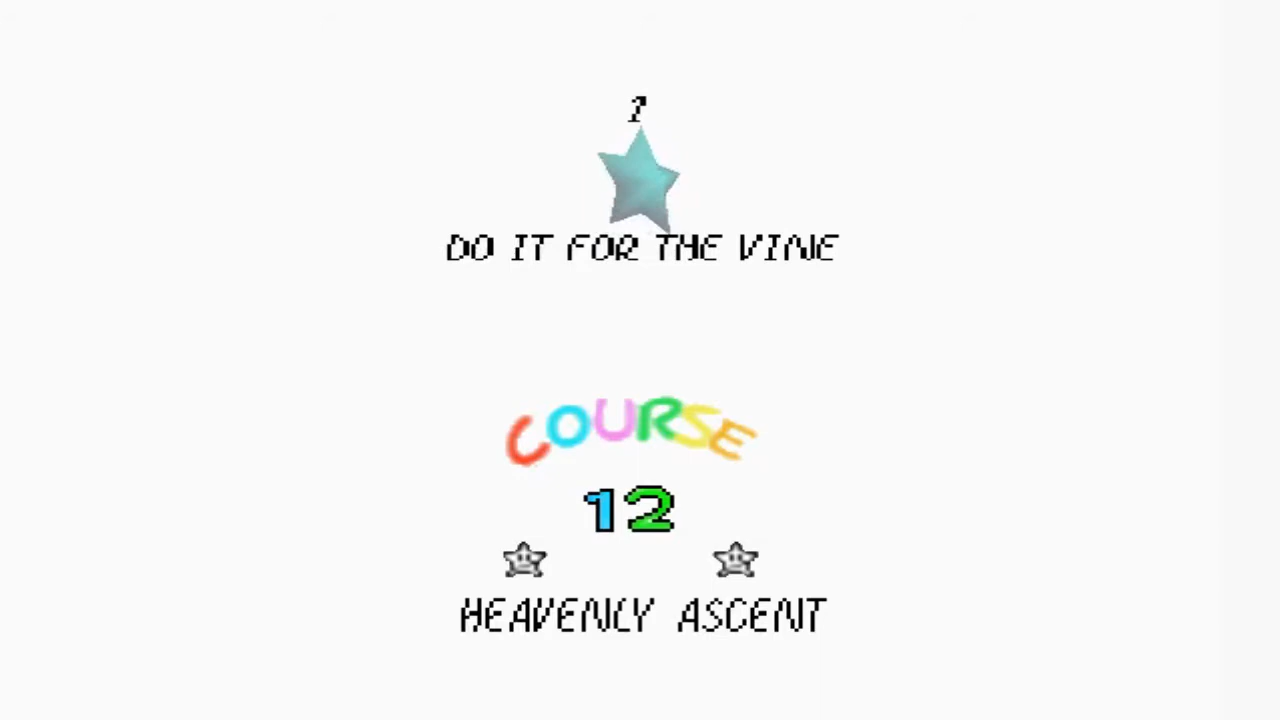 1
DO IT FOR THE VINE
COURSE
12
HEAVENLY ASCENT